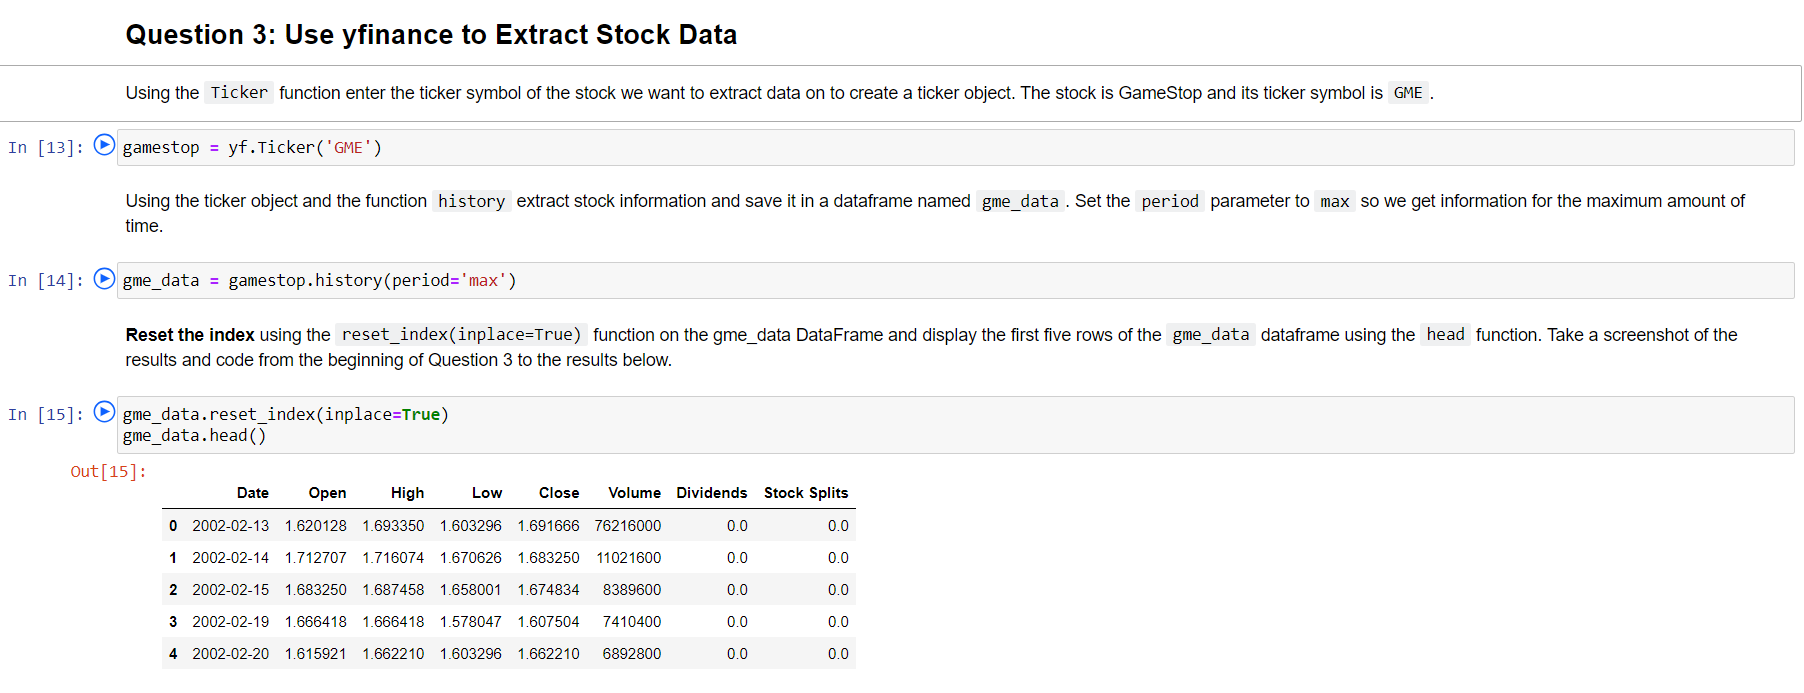 Question 3: Use yfinance to Extract Stock Data
Using the Ticker function enter the ticker symbol of the stock we want to extract data on to create a ticker object. The stock is GameStop and its ticker symbol is GME .
In [13]: gamestop = yf.Ticker('GME')
Using the ticker object and the function history extract stock information and save it in a dataframe named gme_data . Set the period parameter to max so we get information for the maximum amount of
time.
In [14]: gme_data = gamestop.history(period='max')
Reset the index using the reset_index(inplace=True) function on the gme_data DataFrame and display the first five rows of the gme_data dataframe using the head function. Take a screenshot of the
results and code from the beginning of Question 3 to the results below.
In [15]: gme_data.reset_index(inplace=True)
gme_data.head()
Out[15]:
Date Open High Low Close Volume Dividends Stock Splits
0 2002-02-13 1.620128 1.693350 1.603296 1.691666 76216000 0.0 0.0
1 2002-02-14 1.712707 1.716074 1.670626 1.683250 11021600 0.0 0.0
2 2002-02-15 1.683250 1.687458 1.658001 1.674834 8389600 0.0 0.0
3 2002-02-19 1.666418 1.666418 1.578047 1.607504 7410400 0.0 0.0
4 2002-02-20 1.615921 1.662210 1.603296 1.662210 6892800 0.0 0.0